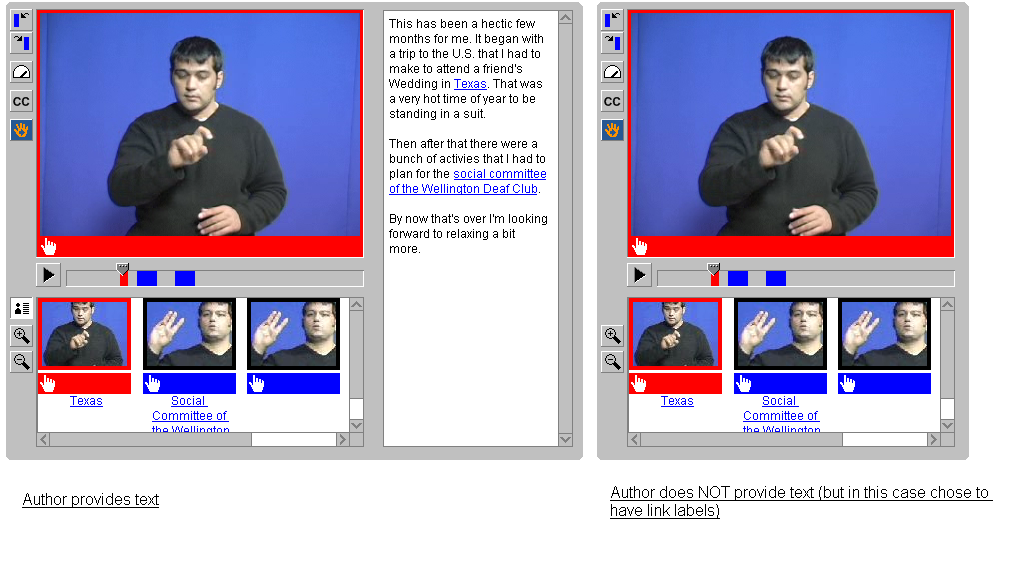 CC
This has been a hectic few
months for me. It began with
a trip to the U.S. that I had to
make to attend a friend's
Wedding in Texas. That was
a very hot time of year to be
standing in a suit.
Then after that there were a
bunch of activies that I had to
plan for the social committee
of the Wellington Deaf Club.
By now that's over I'm looking
forward to relaxing a bit
more.
Texas
Social
Committee of
the Wellington
Author provides text
CC
Texas
Social
Committee of
the Wellington
Author does NOT provide text (but in this case chose to
have link labels)